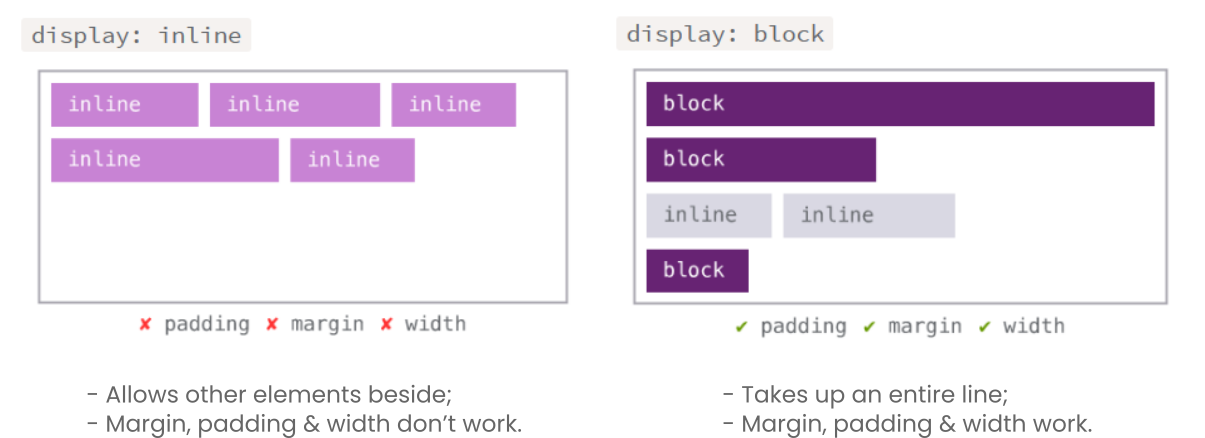 display: inline
inline inline inline
inline inline
✘ padding ✘ margin ✘ width
- Allows other elements beside;
- Margin, padding & width don’t work.
display: block
block
block
inline inline
block
✔ padding ✔ margin ✔ width
- Takes up an entire line;
- Margin, padding & width work.